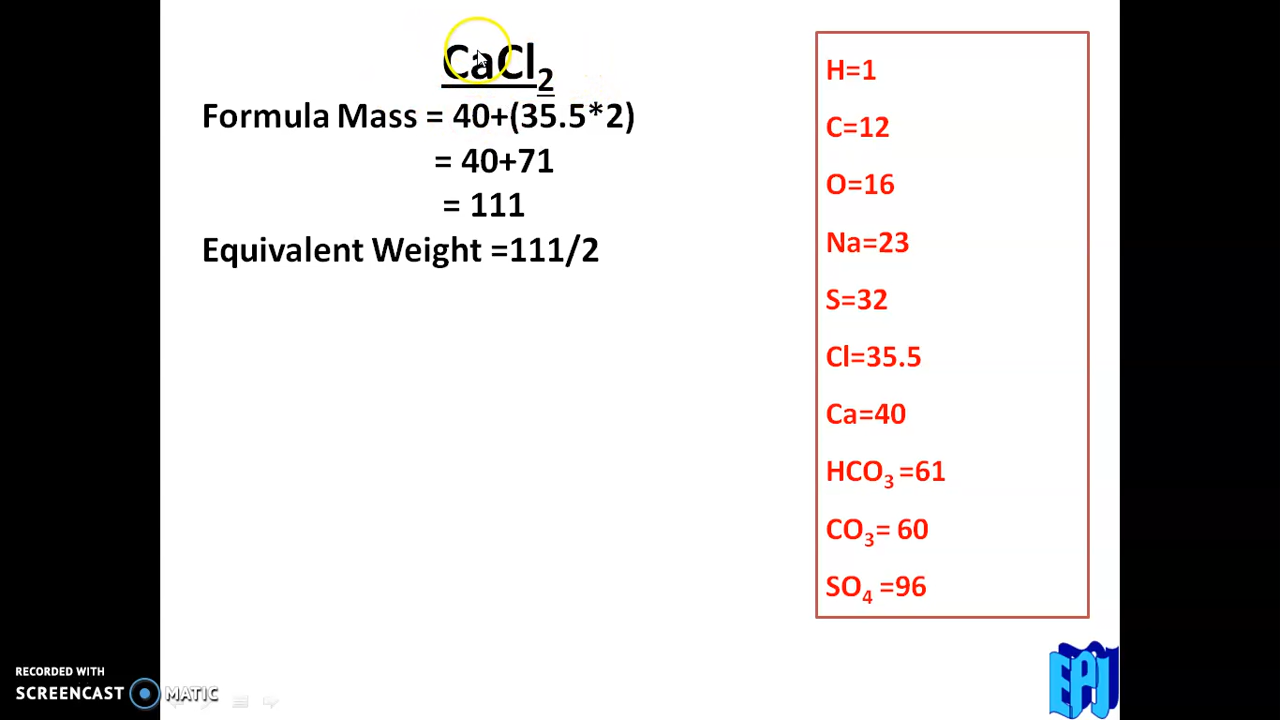 CaCl₂
Formula Mass = 40+(35.5*2)
= 40+71
= 111
Equivalent Weight =111/2
H=1
C=12
O=16
Na=23
S=32
Cl=35.5
Ca=40
HCO₃ =61
CO₃= 60
SO₄ =96
RECORDED WITH
SCREENCAST MATIC
EPJ